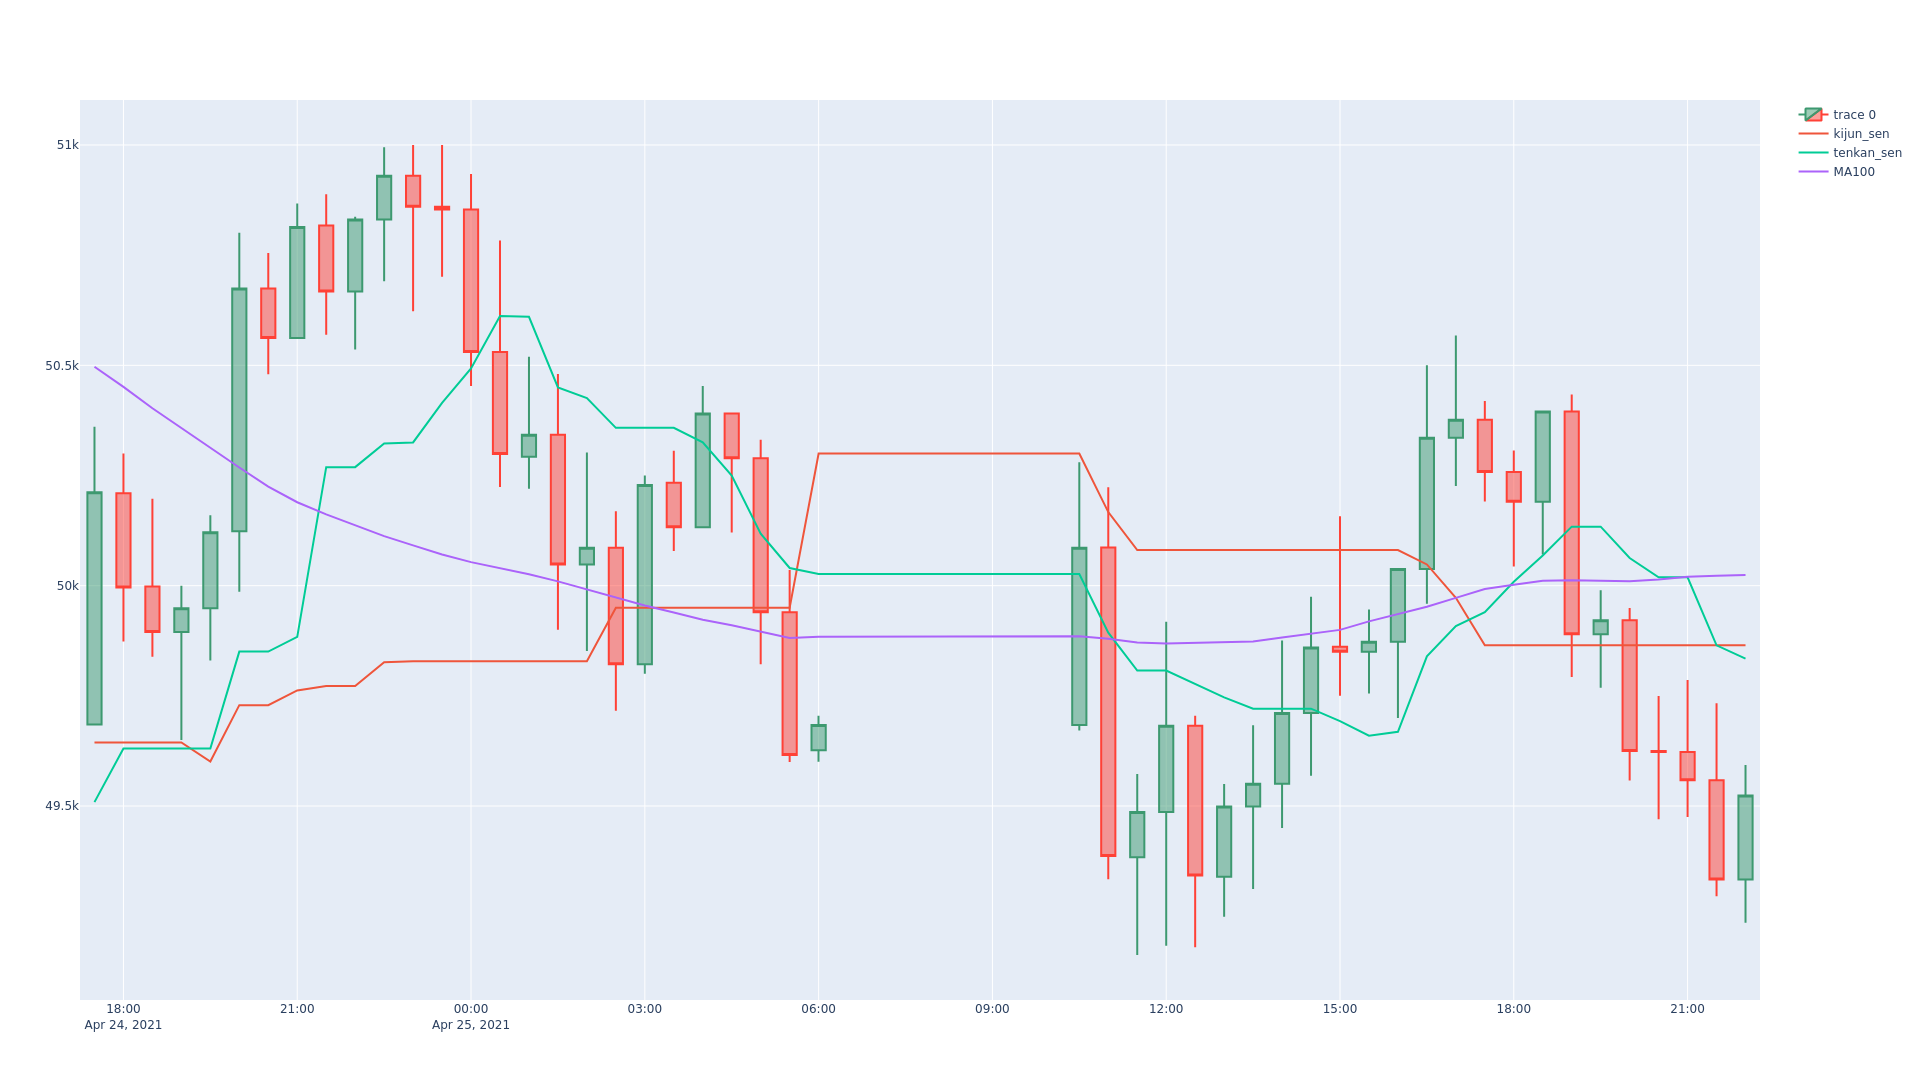 trace 0
kijun_sen
tenkan_sen
MA100
51k
50.5k
50k
49.5k
18:00 21:00 00:00 03:00 06:00 09:00 12:00 15:00 18:00 21:00
Apr 24, 2021 Apr 25, 2021